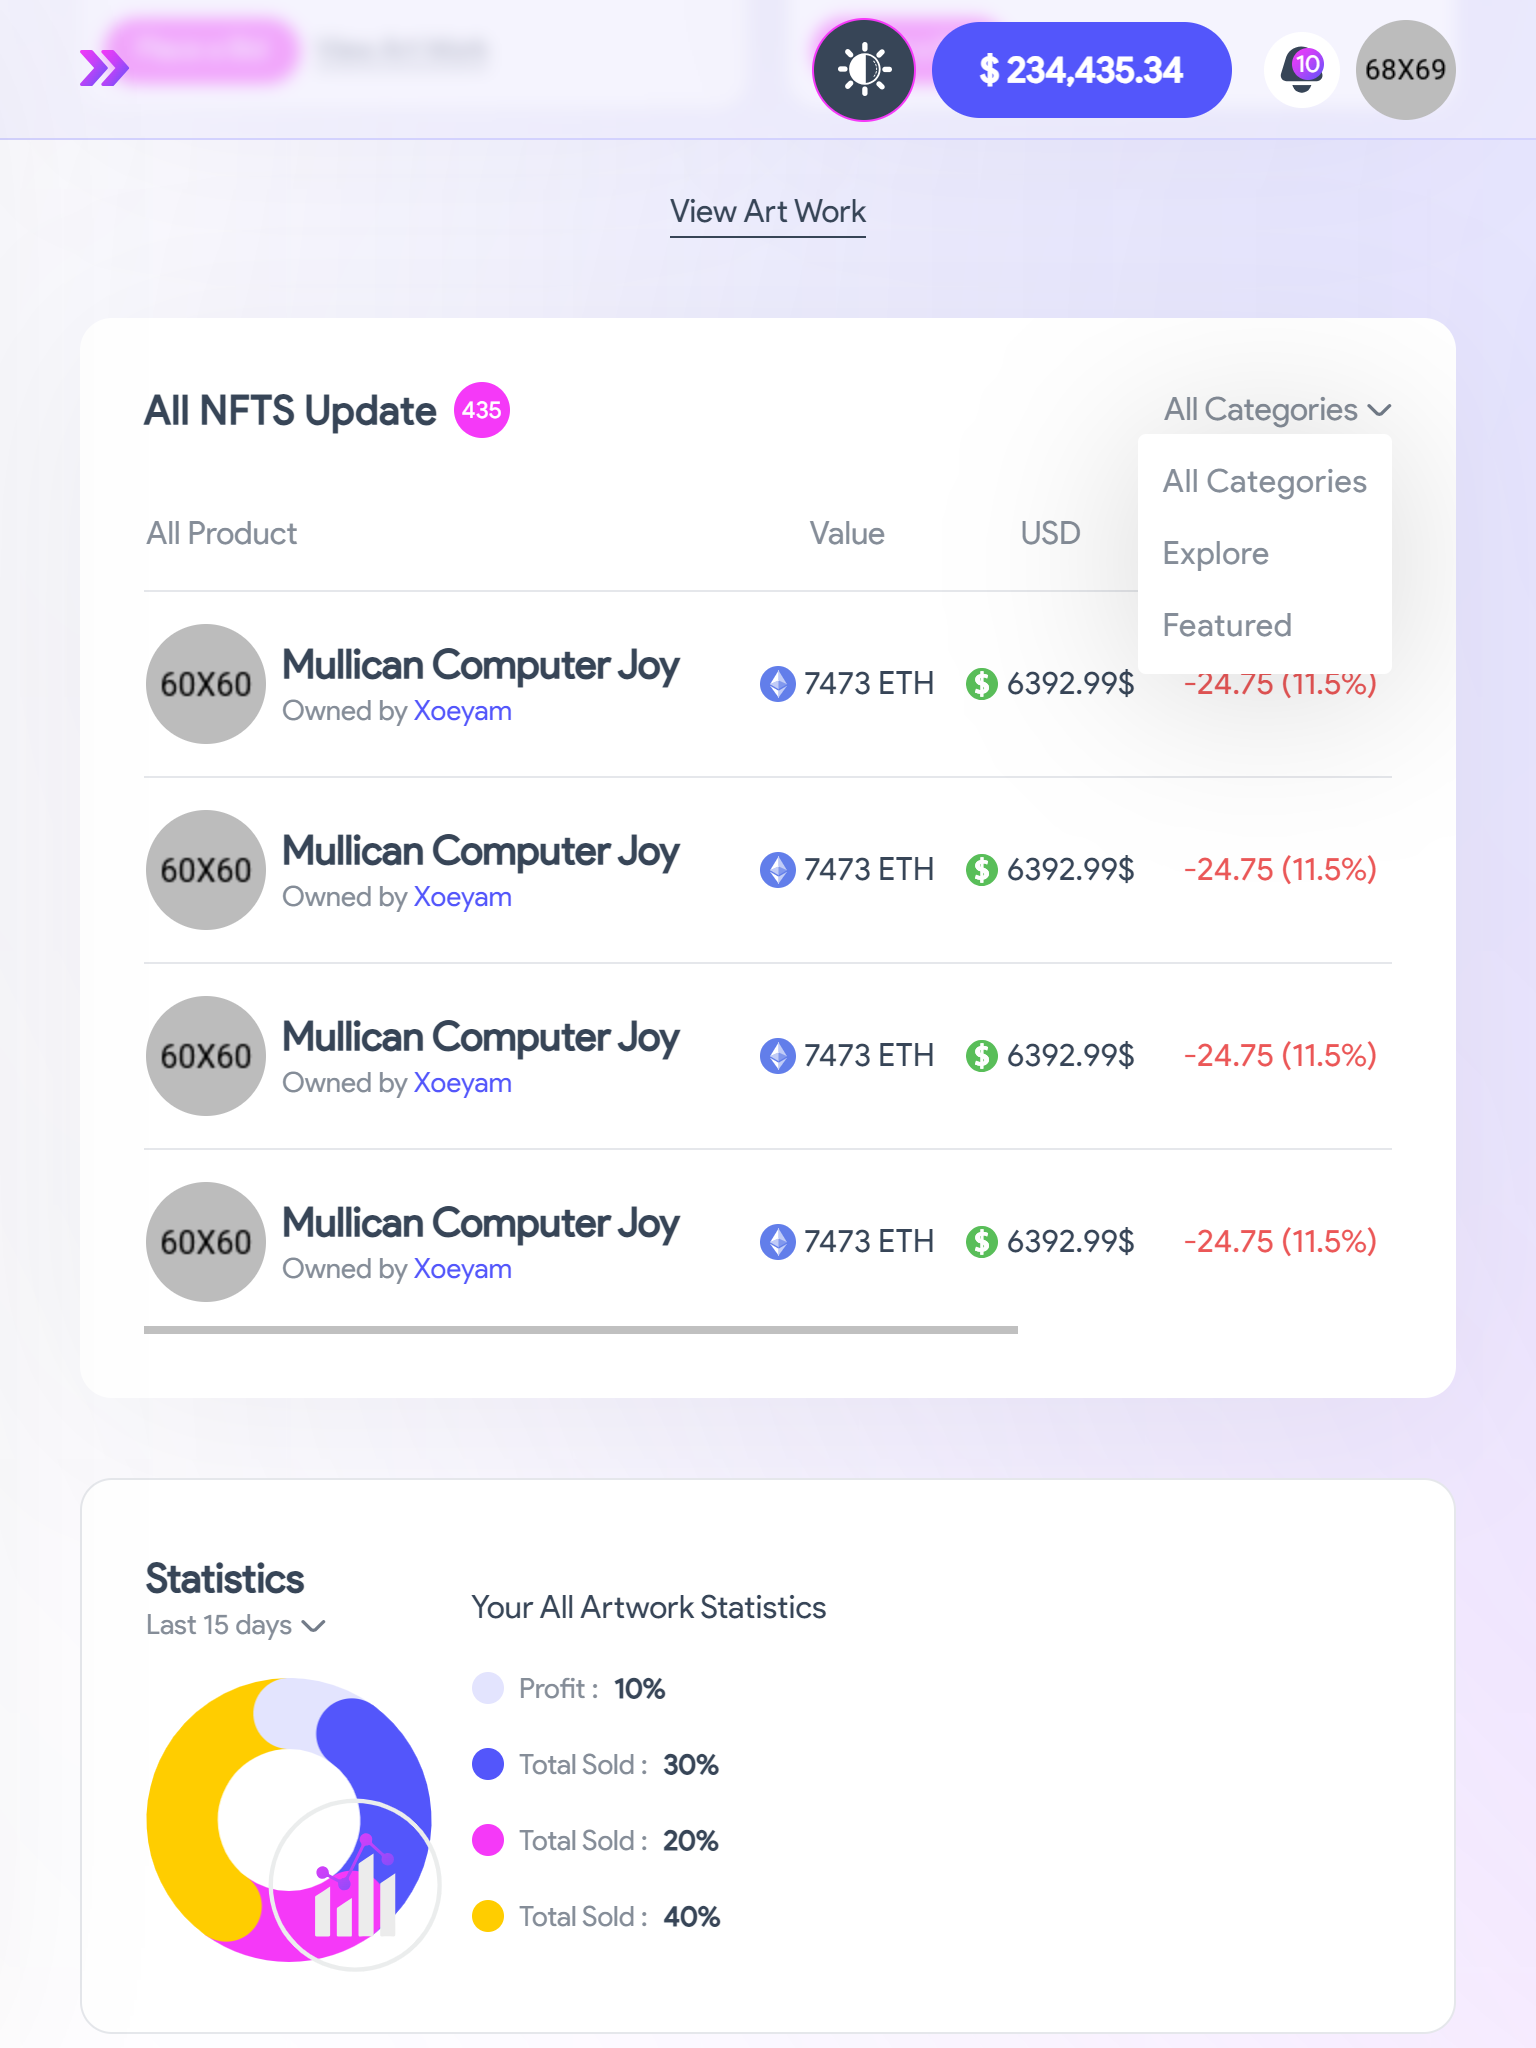 $ 234,435.34
10
68X69
View Art Work
All NFTS Update 435
All Categories
All Categories
Explore
Featured
All Product Value USD
60X60
Mullican Computer Joy
Owned by Xoeyam
7473 ETH
6392.99$
-24.75 (11.5%)
60X60
Mullican Computer Joy
Owned by Xoeyam
7473 ETH
6392.99$
-24.75 (11.5%)
60X60
Mullican Computer Joy
Owned by Xoeyam
7473 ETH
6392.99$
-24.75 (11.5%)
60X60
Mullican Computer Joy
Owned by Xoeyam
7473 ETH
6392.99$
-24.75 (11.5%)
Statistics
Last 15 days
Your All Artwork Statistics
Profit : 10%
Total Sold : 30%
Total Sold : 20%
Total Sold : 40%